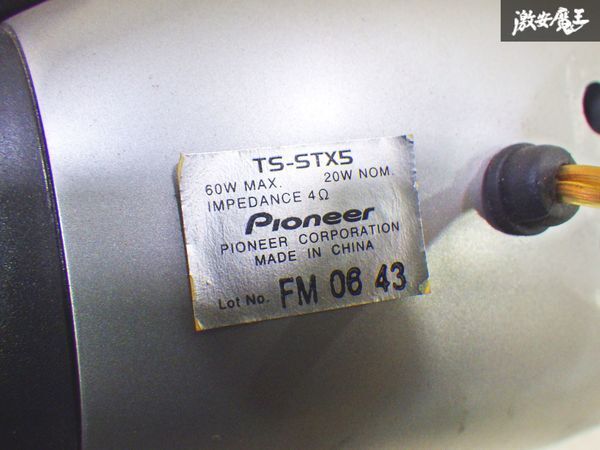 激安魔王
TS-STX5
60W MAX. 20W NOM.
IMPEDANCE 4Ω
Pioneer
PIONEER CORPORATION
MADE IN CHINA
Lot No. FM 06 43